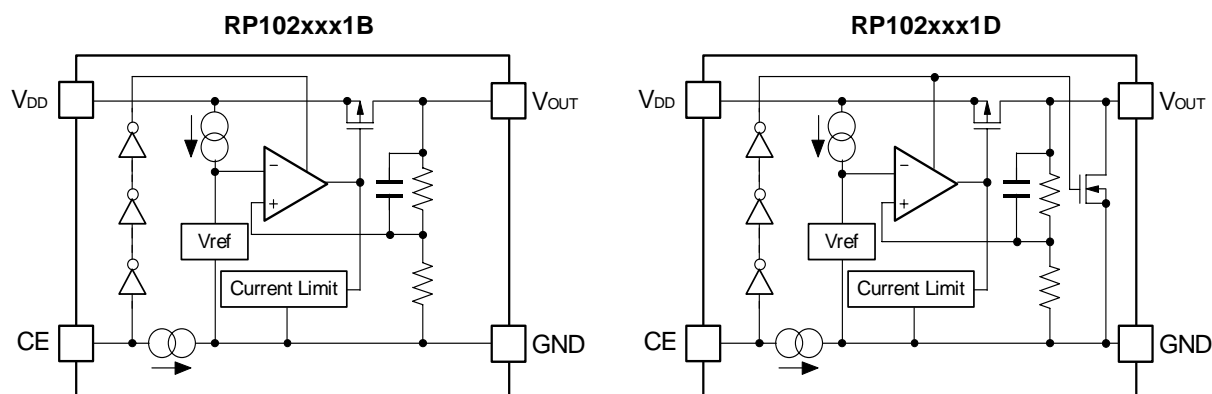 RP102xxx1B
VDD
VOUT
−
+
Vref
Current Limit
CE
GND
RP102xxx1D
VDD
VOUT
−
+
Vref
Current Limit
CE
GND